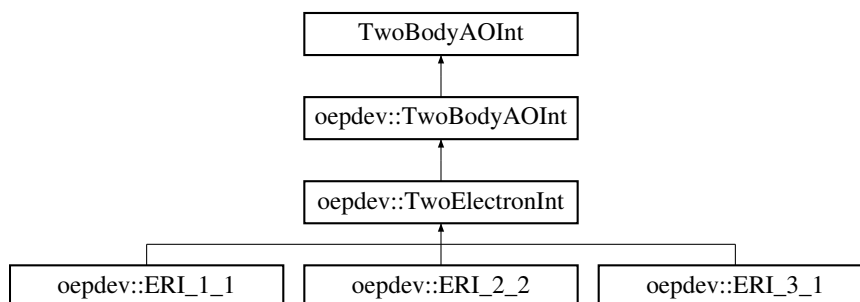 TwoBodyAOInt
oepdev::TwoBodyAOInt
oepdev::TwoElectronInt
oepdev::ERI_1_1
oepdev::ERI_2_2
oepdev::ERI_3_1